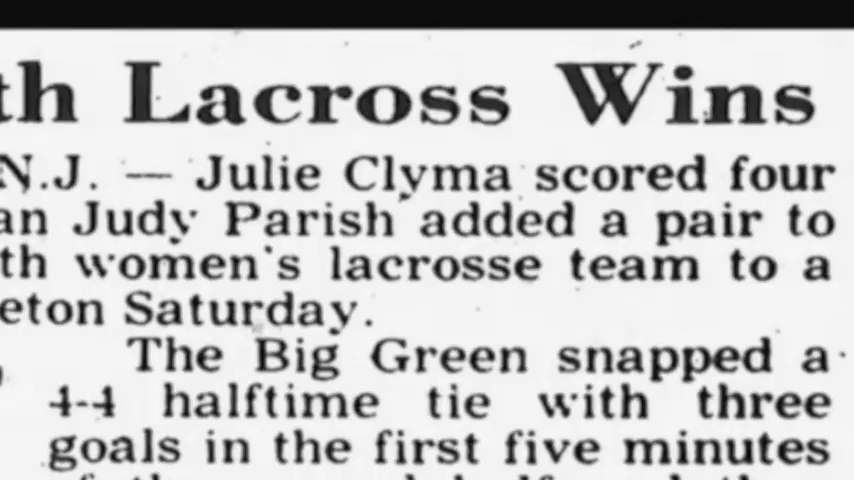 th Lacross Wins
N.J. — Julie Clyma scored four
an Judy Parish added a pair to
th women's lacrosse team to a
eton Saturday.
The Big Green snapped a
4-4 halftime tie with three
goals in the first five minutes